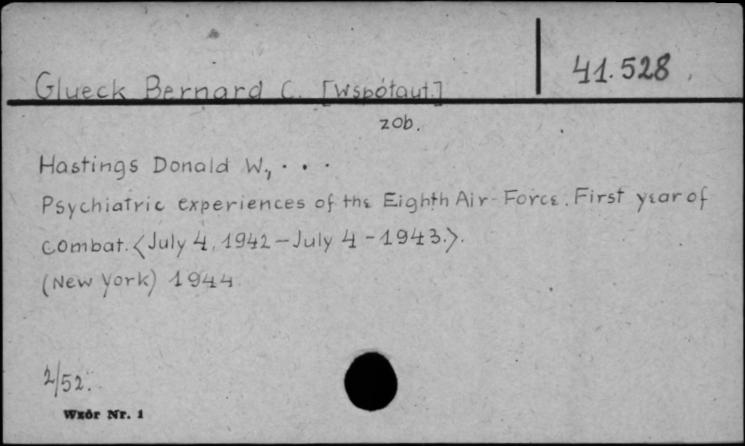 41.528
Glueck Bernard C. [Współaut.]
zob.
Hastings Donald W., . . .
Psychiatric experiences of the Eighth Air-Force. First year of
combat. <July 4, 1942 - July 4 - 1943.>.
(New York) 1944
2/52.
Wzór Nr. 1